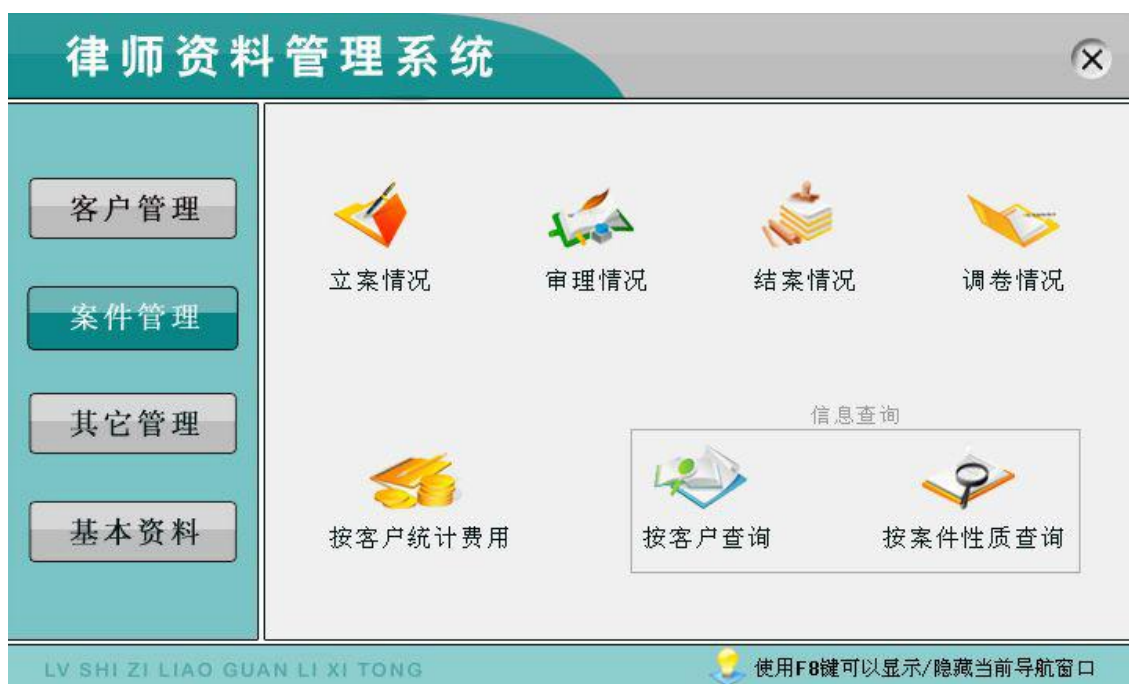 律师资料管理系统
客户管理
案件管理
其它管理
基本资料
立案情况
审理情况
结案情况
调卷情况
信息查询
按客户统计费用
按客户查询
按案件性质查询
LV SHI ZI LIAO GUAN LI XI TONG
使用F8键可以显示/隐藏当前导航窗口